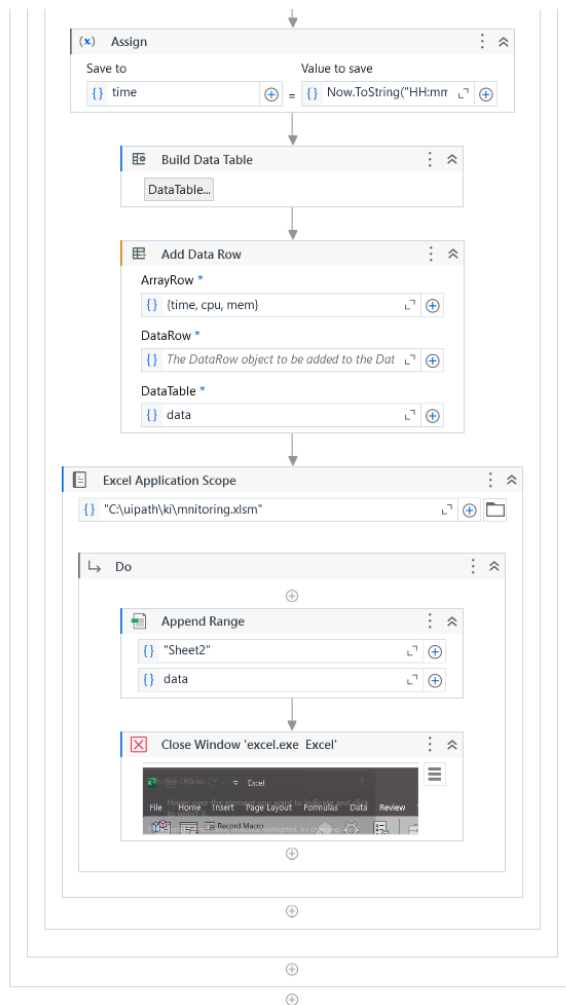 (x) Assign
Save to Value to save
{} time = {} Now.ToString("HH:mm
Build Data Table
DataTable...
Add Data Row
ArrayRow *
{} {time, cpu, mem}
DataRow *
{} The DataRow object to be added to the Dat
DataTable *
{} data
Excel Application Scope
{} "C:\uipath\ki\mnitoring.xlsm"
Do
Append Range
{} "Sheet2"
{} data
Close Window 'excel.exe Excel'
Excel
File Home Insert Page Layout Formulas Data Review
Record Macro